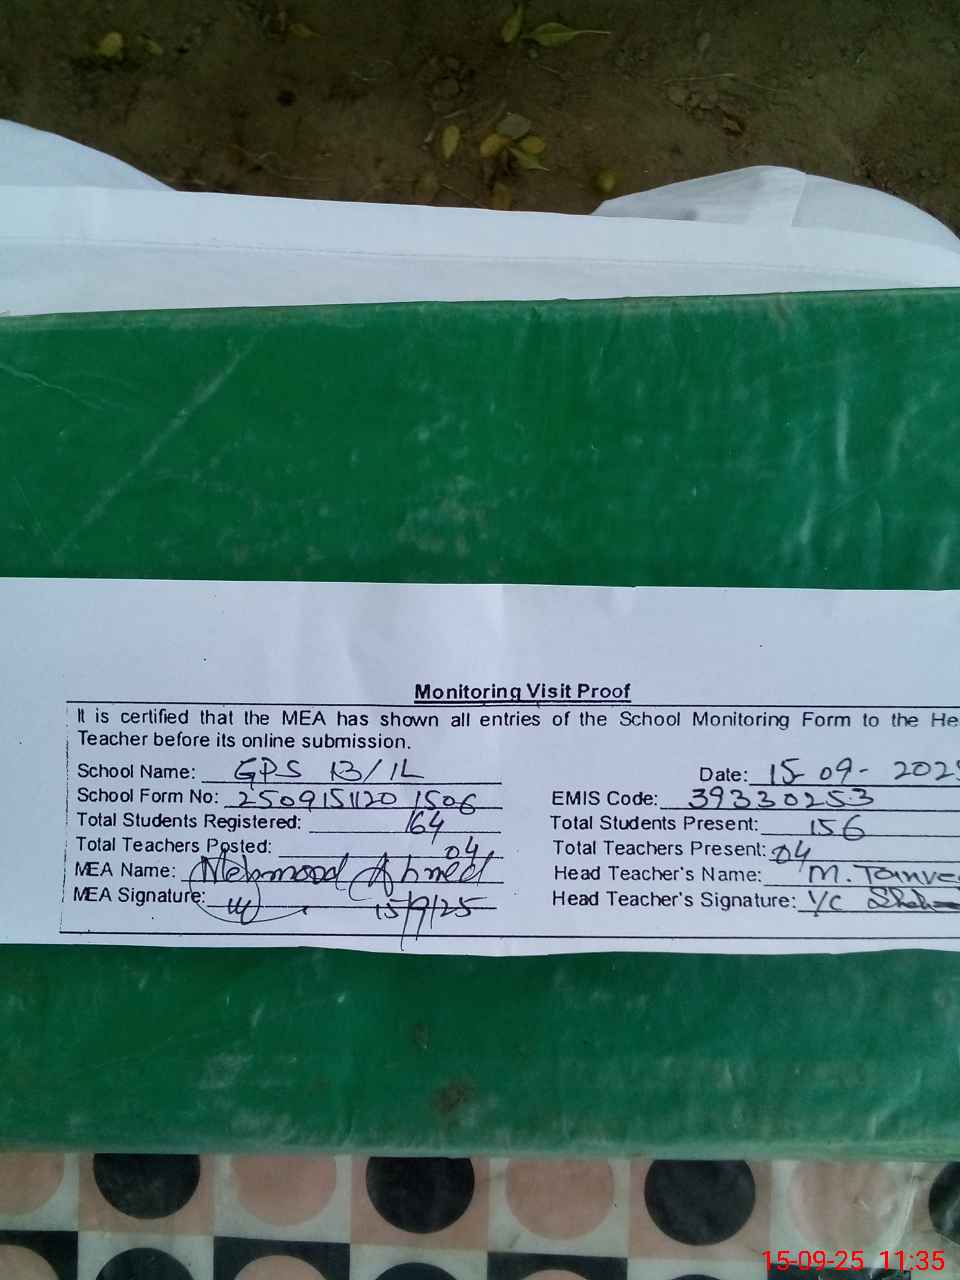 Monitoring Visit Proof
It is certified that the MEA has shown all entries of the School Monitoring Form to the He
Teacher before its online submission.
School Name: GPS 13/1L Date: 15-09-2025
School Form No: 2509151120 1506 EMIS Code: 39330253
Total Students Registered: 164 Total Students Present: 156
Total Teachers Posted: 04 Total Teachers Present: 04
MEA Name: Mehmood Ahmed Head Teacher's Name: M. Tanve
MEA Signature: 15/9/25 Head Teacher's Signature:
15-09-25 11:35